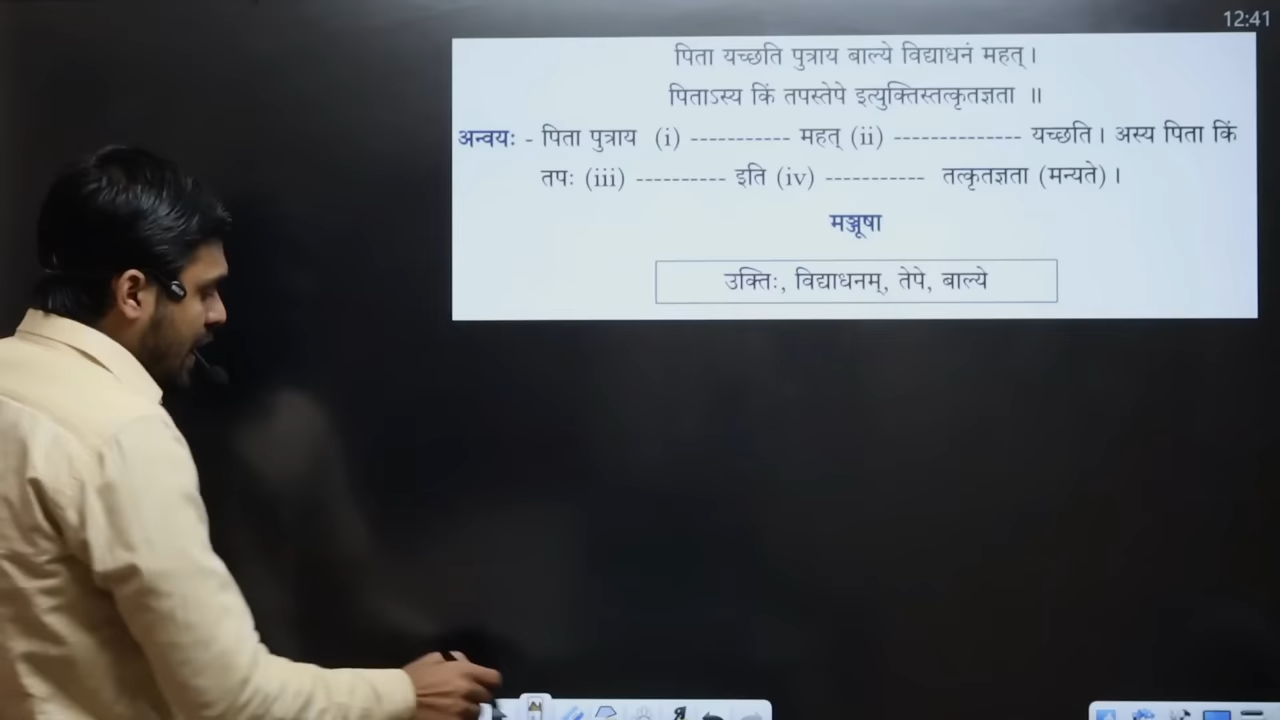 12:41
पिता यच्छति पुत्राय बाल्ये विद्याधनं महत् ।
पिताऽस्य किं तपस्तेपे इत्युक्तिस्तत्कृतज्ञता ॥
अन्वयः - पिता पुत्राय (i) ----------- महत् (ii) -------------- यच्छति । अस्य पिता किं
तपः (iii) ---------- इति (iv) ----------- तत्कृतज्ञता (मन्यते) ।
मञ्जूषा
उक्तिः, विद्याधनम्, तेपे, बाल्ये